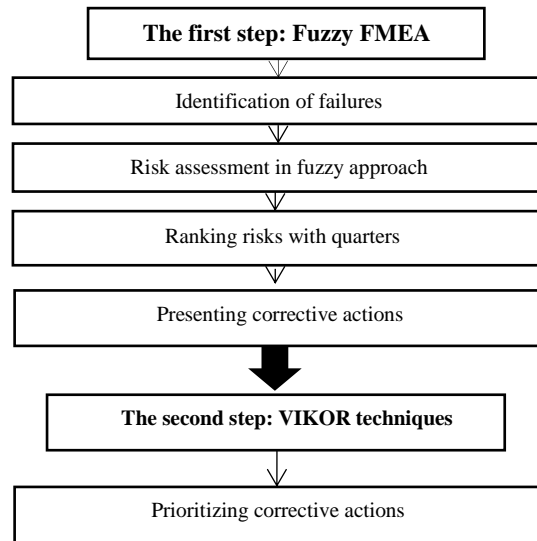 The first step: Fuzzy FMEA
Identification of failures
Risk assessment in fuzzy approach
Ranking risks with quarters
Presenting corrective actions
The second step: VIKOR techniques
Prioritizing corrective actions